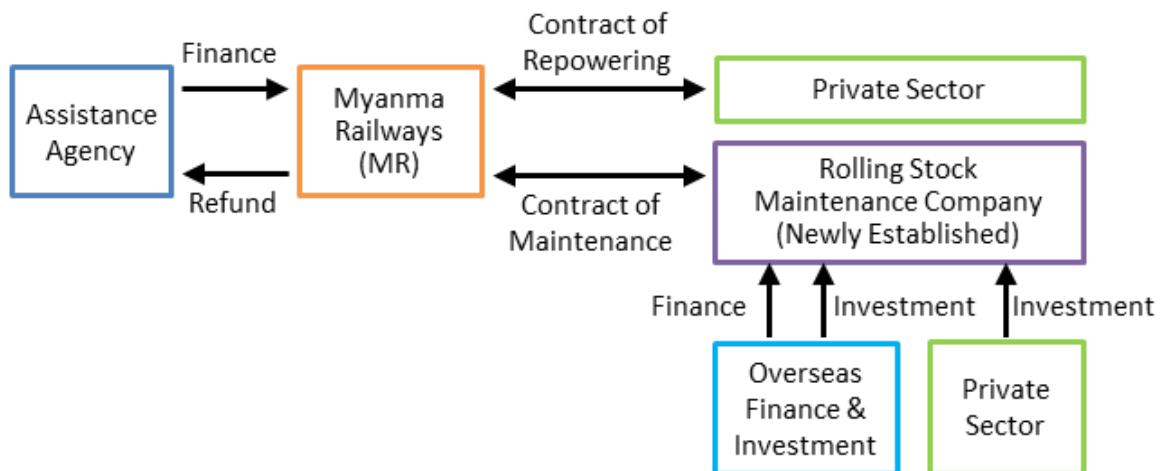 Finance
Assistance
Agency
Refund
Myanma
Railways
(MR)
Contract of
Repowering
Private Sector
Contract of
Maintenance
Rolling Stock
Maintenance Company
(Newly Established)
Finance
Investment
Investment
Overseas
Finance &
Investment
Private
Sector